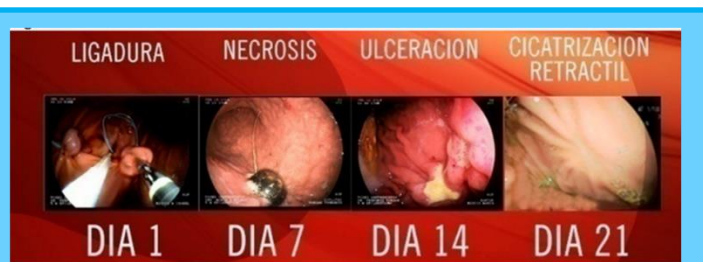 LIGADURA
NECROSIS
ULCERACION
CICATRIZACION
RETRACTIL
DIA 1
DIA 7
DIA 14
DIA 21